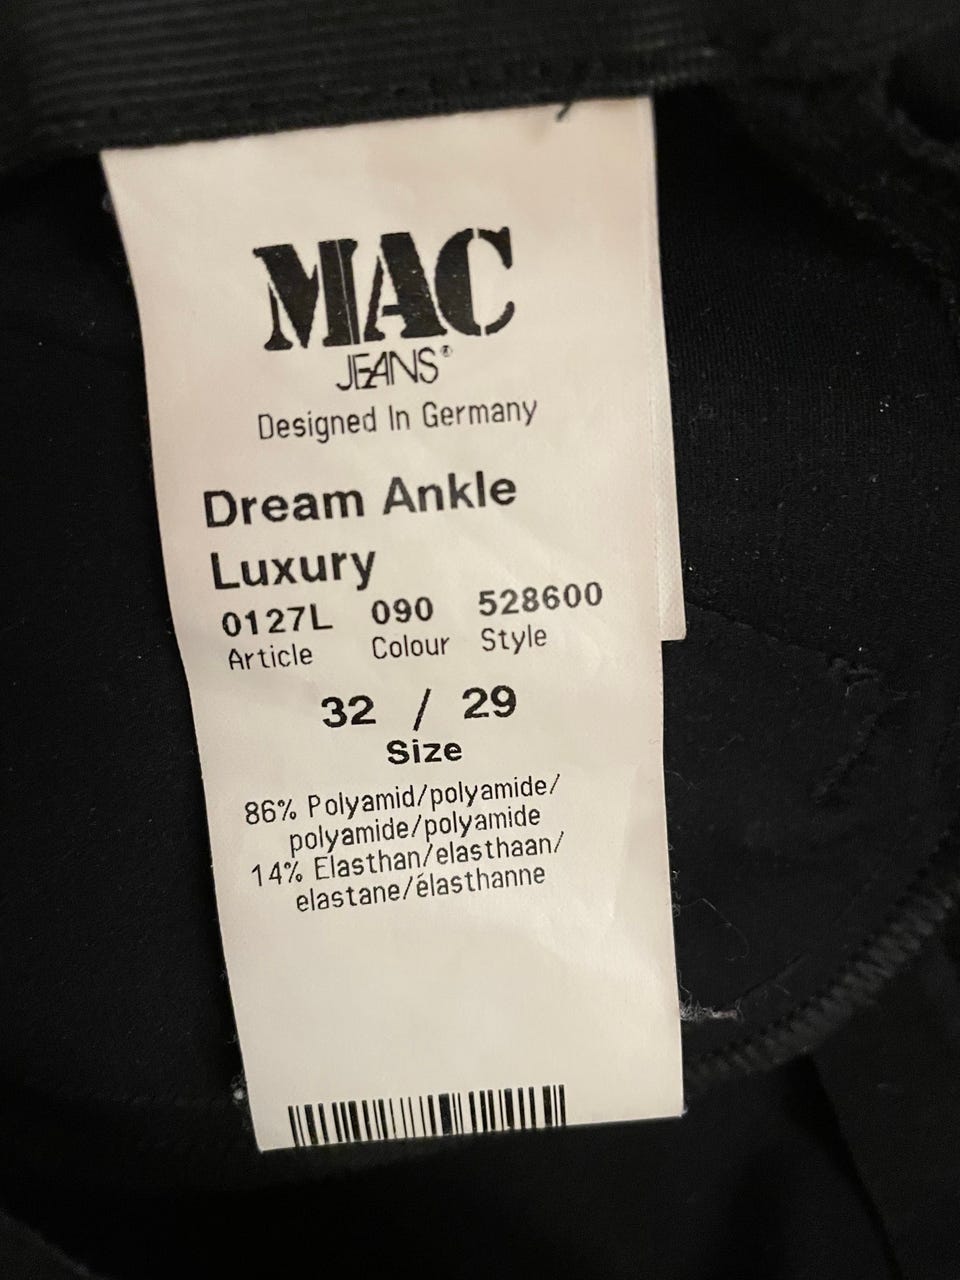 MAC
JEANS®
Designed In Germany
Dream Ankle
Luxury
0127L 090 528600
Article Colour Style
32 / 29
Size
86% Polyamid/polyamide/
polyamide/polyamide
14% Elasthan/elasthaan/
elastane/élasthanne